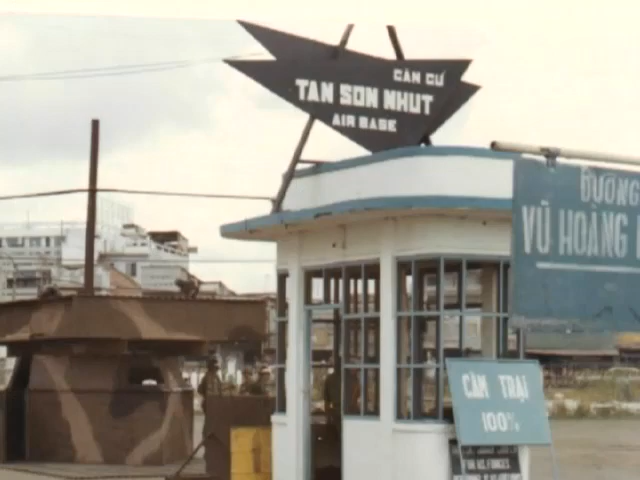 CĂN CỨ
TAN SON NHUT
AIR BASE
ĐƯỜNG
VŨ HOÀNG
CẤM TRẠI
100%